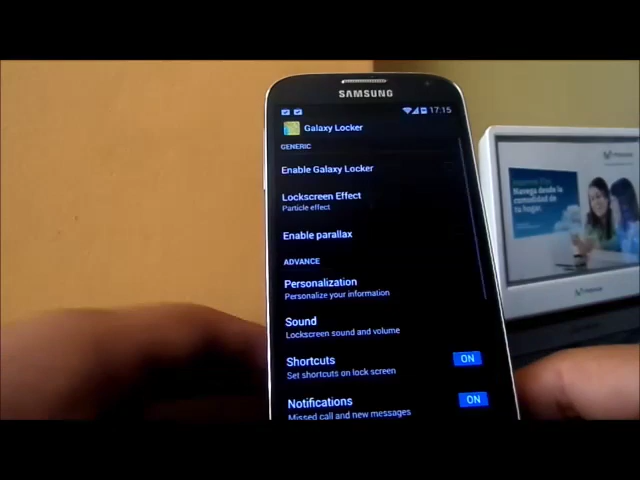 SAMSUNG
17:15
Galaxy Locker
GENERIC
Enable Galaxy Locker
Lockscreen Effect
Particle effect
Enable parallax
ADVANCE
Personalization
Personalize your information
Sound
Lockscreen sound and volume
Shortcuts
Set shortcuts on lock screen
ON
Notifications
Missed call and new messages
ON
Navega desde la
comodidad de
tu hogar.